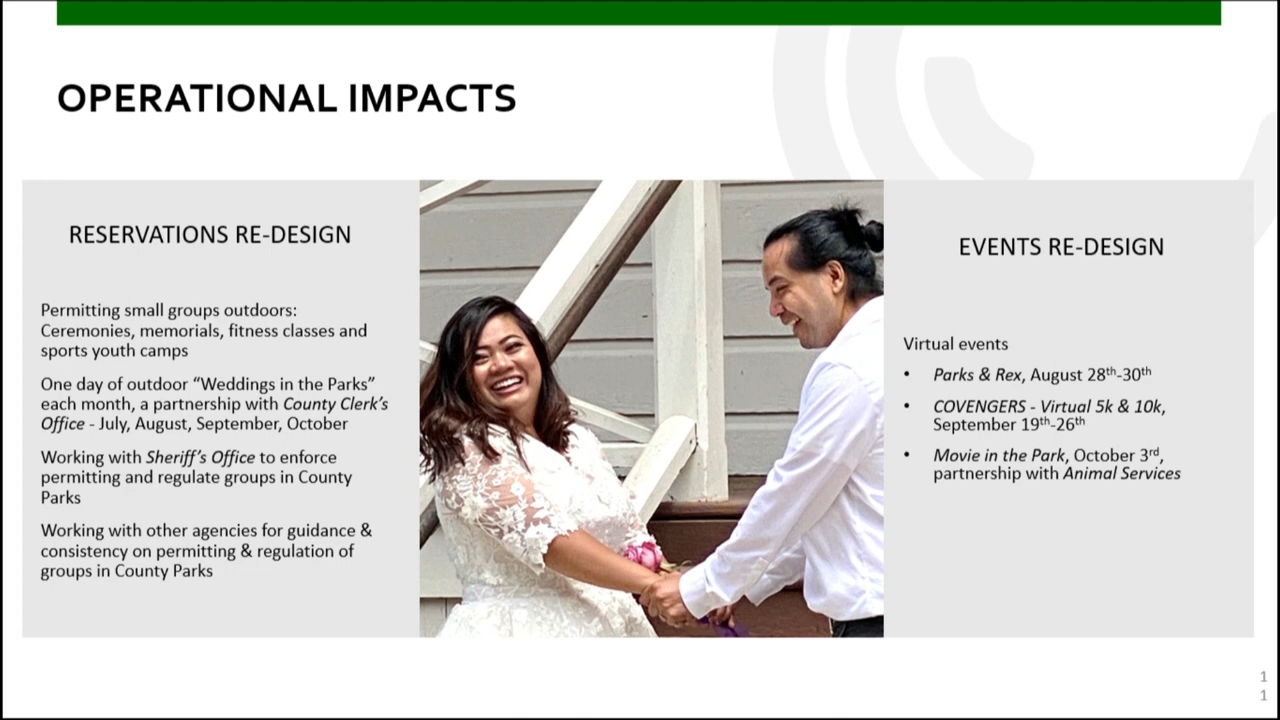 OPERATIONAL IMPACTS
RESERVATIONS RE-DESIGN
Permitting small groups outdoors:
Ceremonies, memorials, fitness classes and
sports youth camps
One day of outdoor “Weddings in the Parks”
each month, a partnership with County Clerk’s
Office - July, August, September, October
Working with Sheriff’s Office to enforce
permitting and regulate groups in County
Parks
Working with other agencies for guidance &
consistency on permitting & regulation of
groups in County Parks
EVENTS RE-DESIGN
Virtual events
• Parks & Rex, August 28th-30th
• COVENGERS - Virtual 5k & 10k,
September 19th-26th
• Movie in the Park, October 3rd,
partnership with Animal Services
1
1